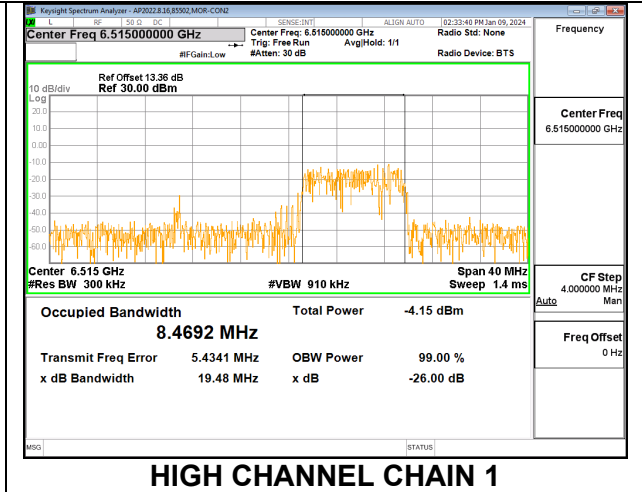 Keysight Spectrum Analyzer - AP2022.8.16,85502,MOR-CON2
L RF 50 Ω DC SENSE:INT ALIGN AUTO 02:33:40 PM Jan 09, 2024
Center Freq 6.515000000 GHz Center Freq: 6.515000000 GHz Radio Std: None Frequency
Trig: Free Run Avg|Hold: 1/1
#IFGain:Low #Atten: 30 dB Radio Device: BTS
Ref Offset 13.36 dB
10 dB/div Ref 30.00 dBm
Log
20.0
10.0
0.00
-10.0
-20.0
-30.0
-40.0
-50.0
-60.0
Center Freq
6.515000000 GHz
Center 6.515 GHz Span 40 MHz
#Res BW 300 kHz #VBW 910 kHz Sweep 1.4 ms
CF Step
4.000000 MHz
Auto Man
Occupied Bandwidth Total Power -4.15 dBm
8.4692 MHz
Transmit Freq Error 5.4341 MHz OBW Power 99.00 %
x dB Bandwidth 19.48 MHz x dB -26.00 dB
Freq Offset
0 Hz
MSG STATUS
HIGH CHANNEL CHAIN 1